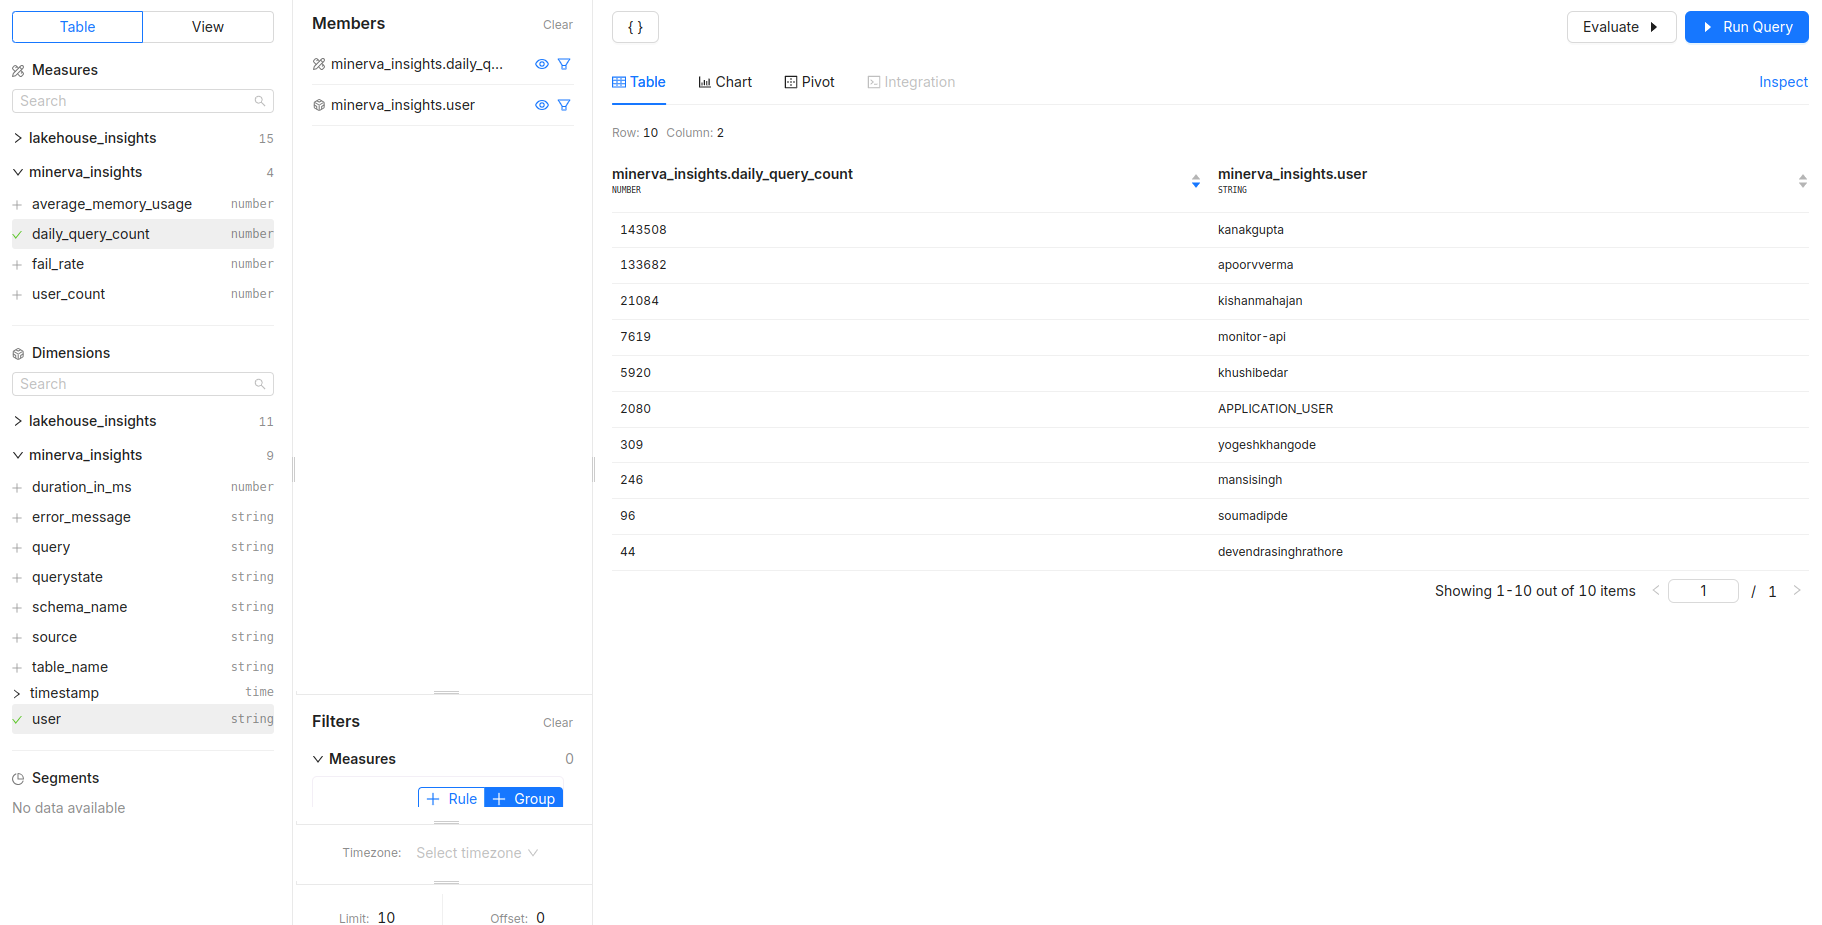 Table
View
Measures
Search
lakehouse_insights 15
minerva_insights 4
average_memory_usage number
daily_query_count number
fail_rate number
user_count number
Dimensions
Search
lakehouse_insights 11
minerva_insights 9
duration_in_ms number
error_message string
query string
querystate string
schema_name string
source string
table_name string
timestamp time
user string
Segments
No data available
Members Clear
minerva_insights.daily_q...
minerva_insights.user
Filters Clear
Measures 0
Rule Group
Timezone: Select timezone
Limit: 10 Offset: 0
{ } Evaluate Run Query
Table Chart Pivot Integration Inspect
Row: 10 Column: 2
minerva_insights.daily_query_count minerva_insights.user
NUMBER STRING
143508 kanakgupta
133682 apoorvverma
21084 kishanmahajan
7619 monitor-api
5920 khushibedar
2080 APPLICATION_USER
309 yogeshkhangode
246 mansisingh
96 soumadipde
44 devendrasinghrathore
Showing 1-10 out of 10 items 1 / 1